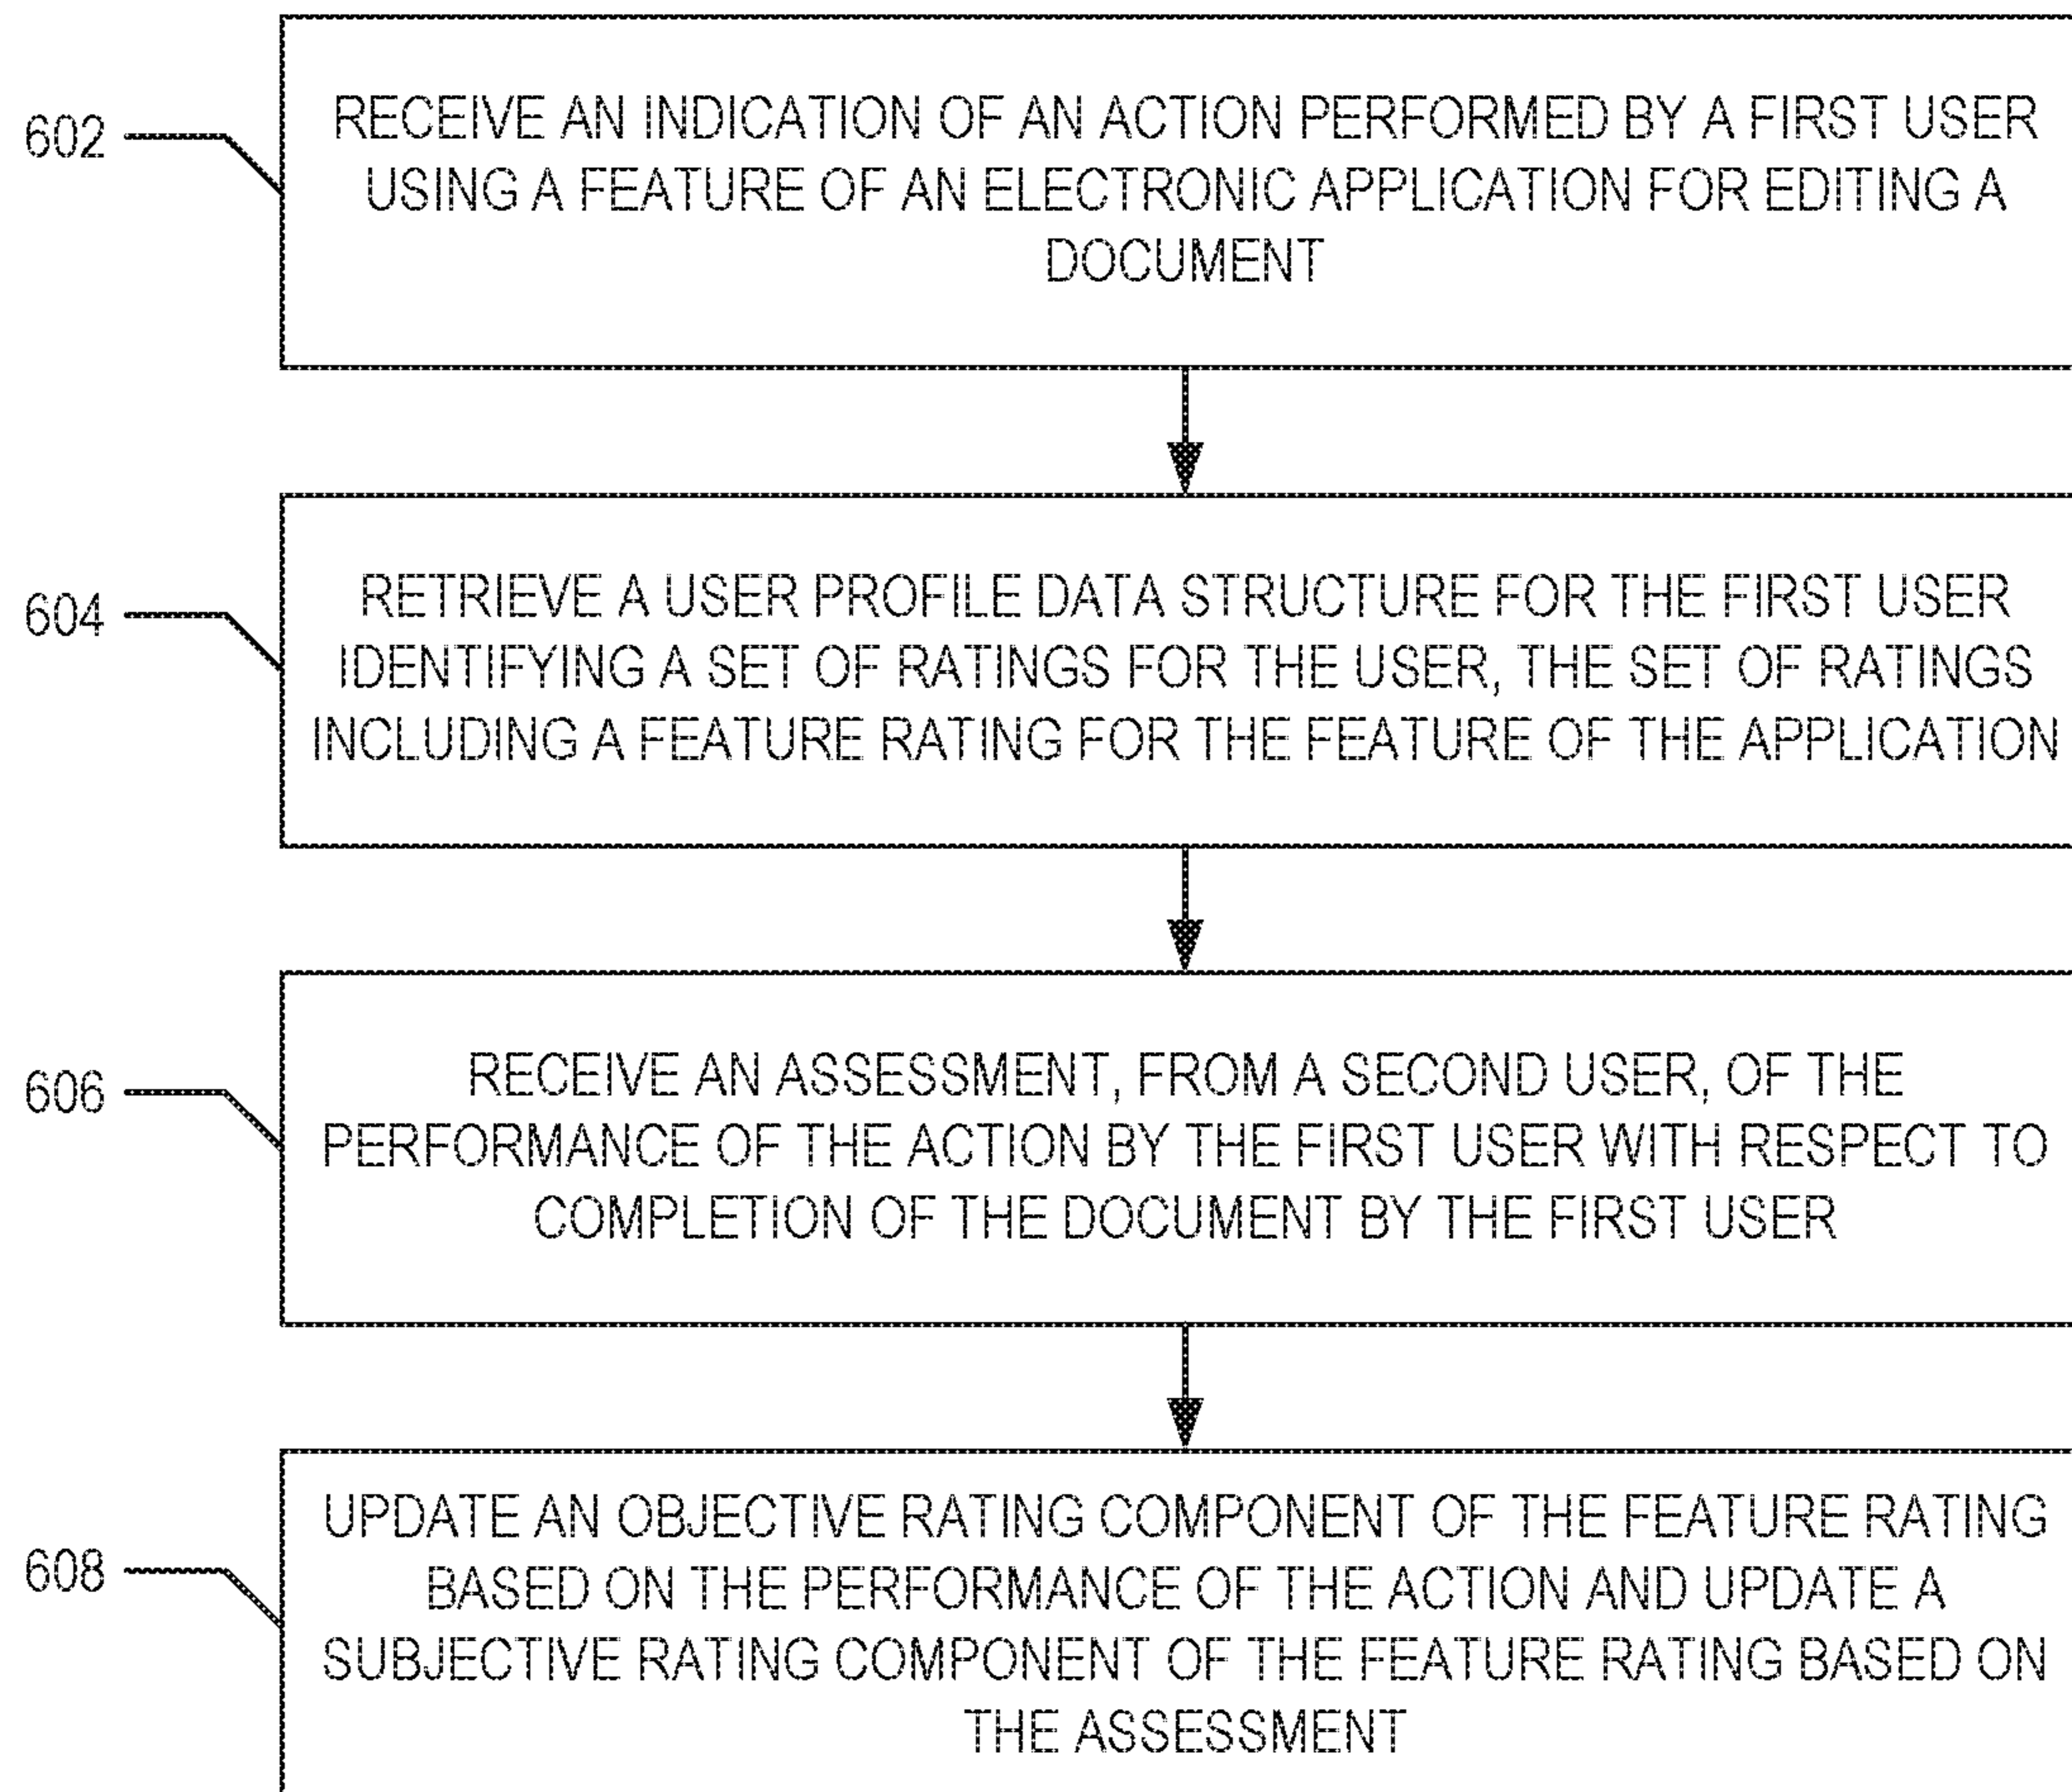 602
RECEIVE AN INDICATION OF AN ACTION PERFORMED BY A FIRST USER
USING A FEATURE OF AN ELECTRONIC APPLICATION FOR EDITING A
DOCUMENT
604
RETRIEVE A USER PROFILE DATA STRUCTURE FOR THE FIRST USER
IDENTIFYING A SET OF RATINGS FOR THE USER, THE SET OF RATINGS
INCLUDING A FEATURE RATING FOR THE FEATURE OF THE APPLICATION
606
RECEIVE AN ASSESSMENT, FROM A SECOND USER, OF THE
PERFORMANCE OF THE ACTION BY THE FIRST USER WITH RESPECT TO
COMPLETION OF THE DOCUMENT BY THE FIRST USER
608
UPDATE AN OBJECTIVE RATING COMPONENT OF THE FEATURE RATING
BASED ON THE PERFORMANCE OF THE ACTION AND UPDATE A
SUBJECTIVE RATING COMPONENT OF THE FEATURE RATING BASED ON
THE ASSESSMENT